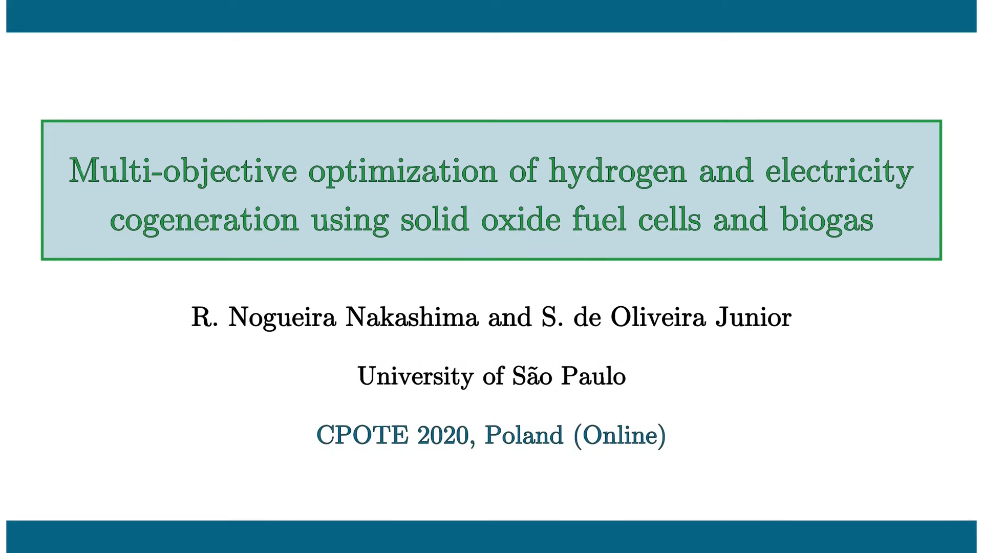 Multi-objective optimization of hydrogen and electricity
cogeneration using solid oxide fuel cells and biogas
R. Nogueira Nakashima and S. de Oliveira Junior
University of São Paulo
CPOTE 2020, Poland (Online)